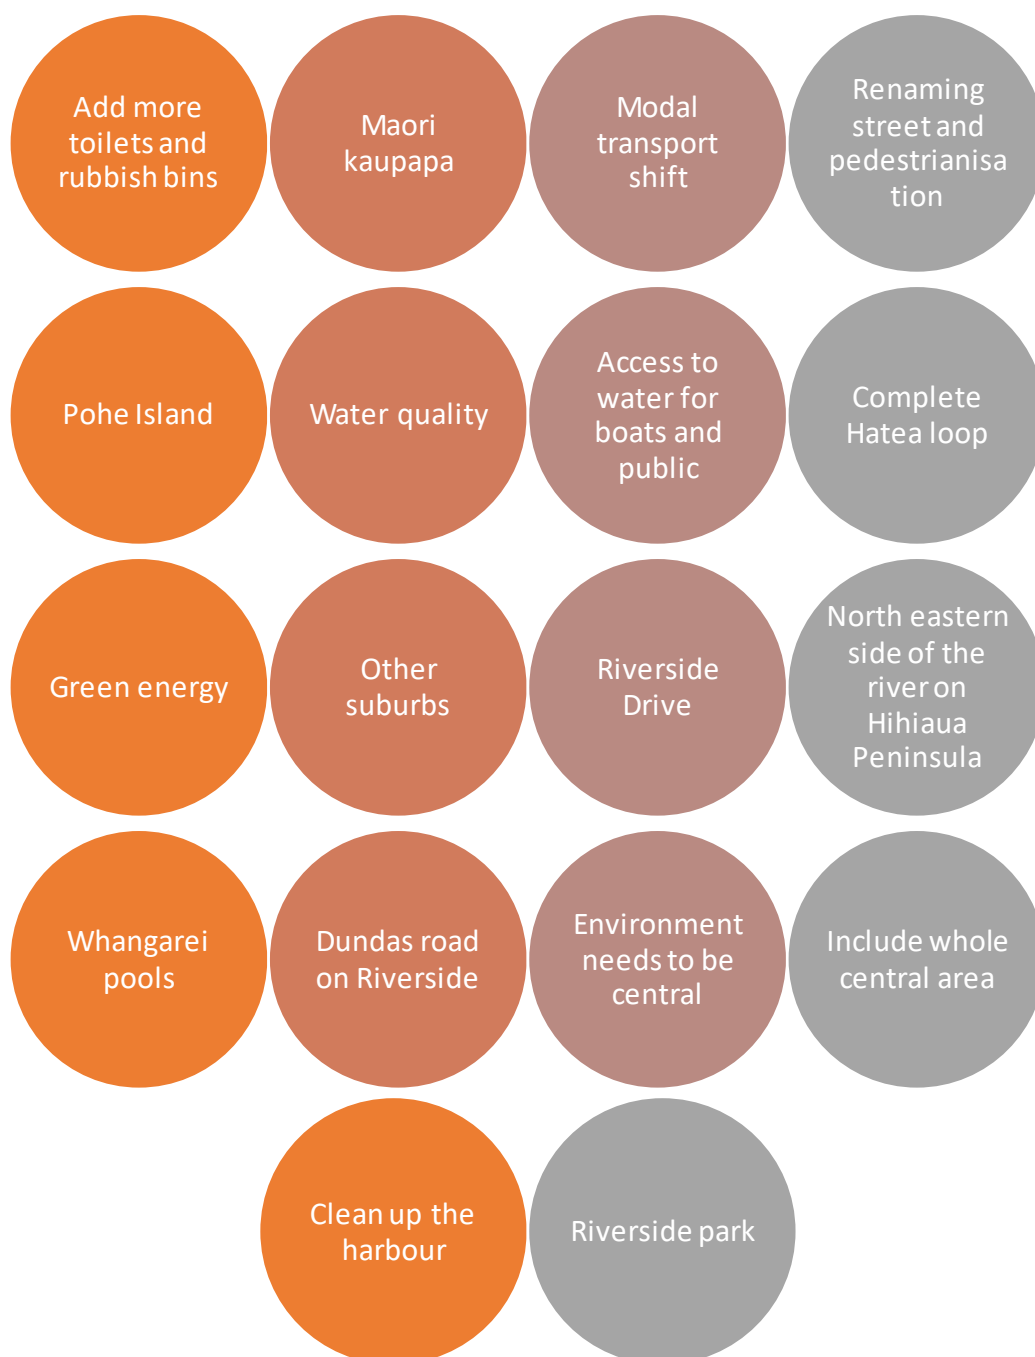 Add more
toilets and
rubbish bins
Maori
kaupapa
Modal
transport
shift
Renaming
street and
pedestrianisa
tion
Pohe Island
Water quality
Access to
water for
boats and
public
Complete
Hatea loop
Green energy
Other
suburbs
Riverside
Drive
North eastern
side of the
river on
Hihiaua
Peninsula
Whangarei
pools
Dundas road
on Riverside
Environment
needs to be
central
Include whole
central area
Clean up the
harbour
Riverside park